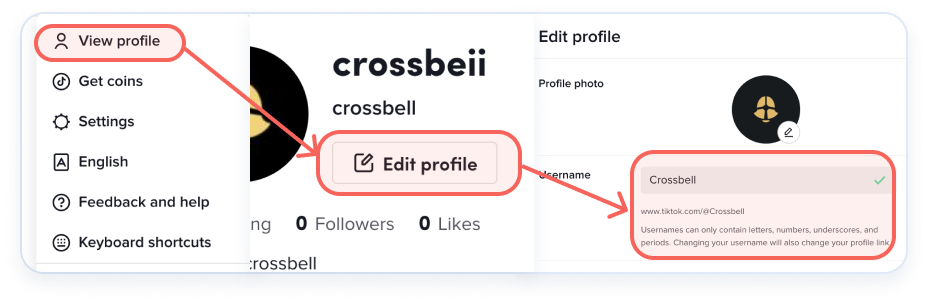 View profile
Get coins
Settings
English
Feedback and help
Keyboard shortcuts
crossbeii
crossbell
Edit profile
ng 0 Followers 0 Likes
crossbell
Edit profile
Profile photo
Username
Crossbell
www.tiktok.com/@Crossbell
Usernames can only contain letters, numbers, underscores, and
periods. Changing your username will also change your profile link.